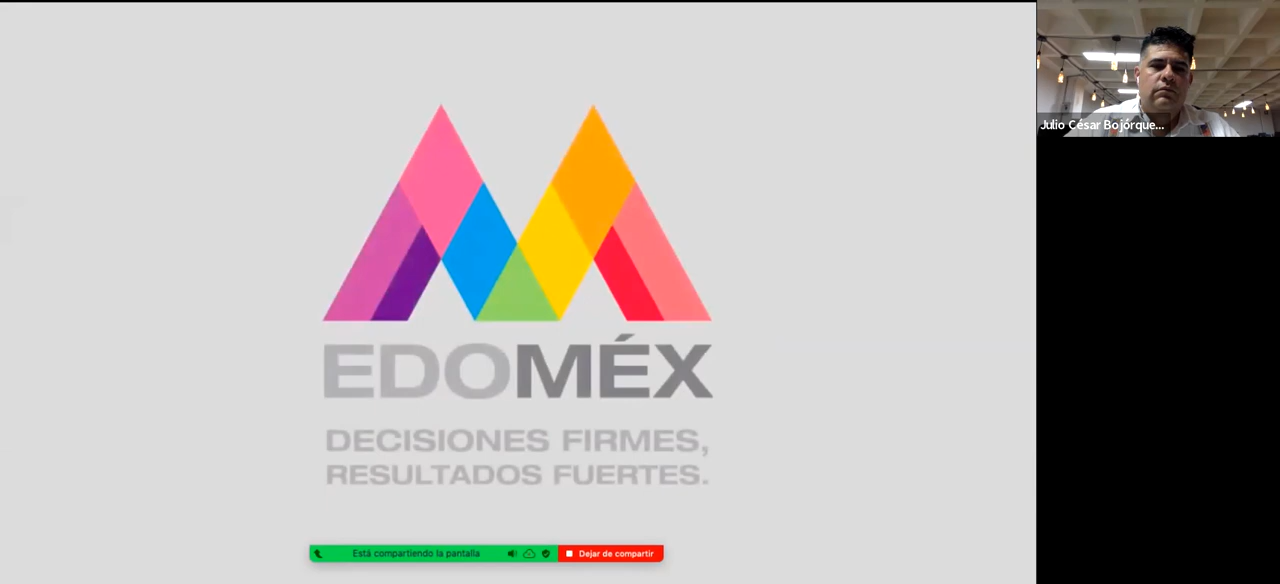 EDOMÉX
DECISIONES FIRMES,
RESULTADOS FUERTES.
Está compartiendo la pantalla
Dejar de compartir
Julio César Bojórque...